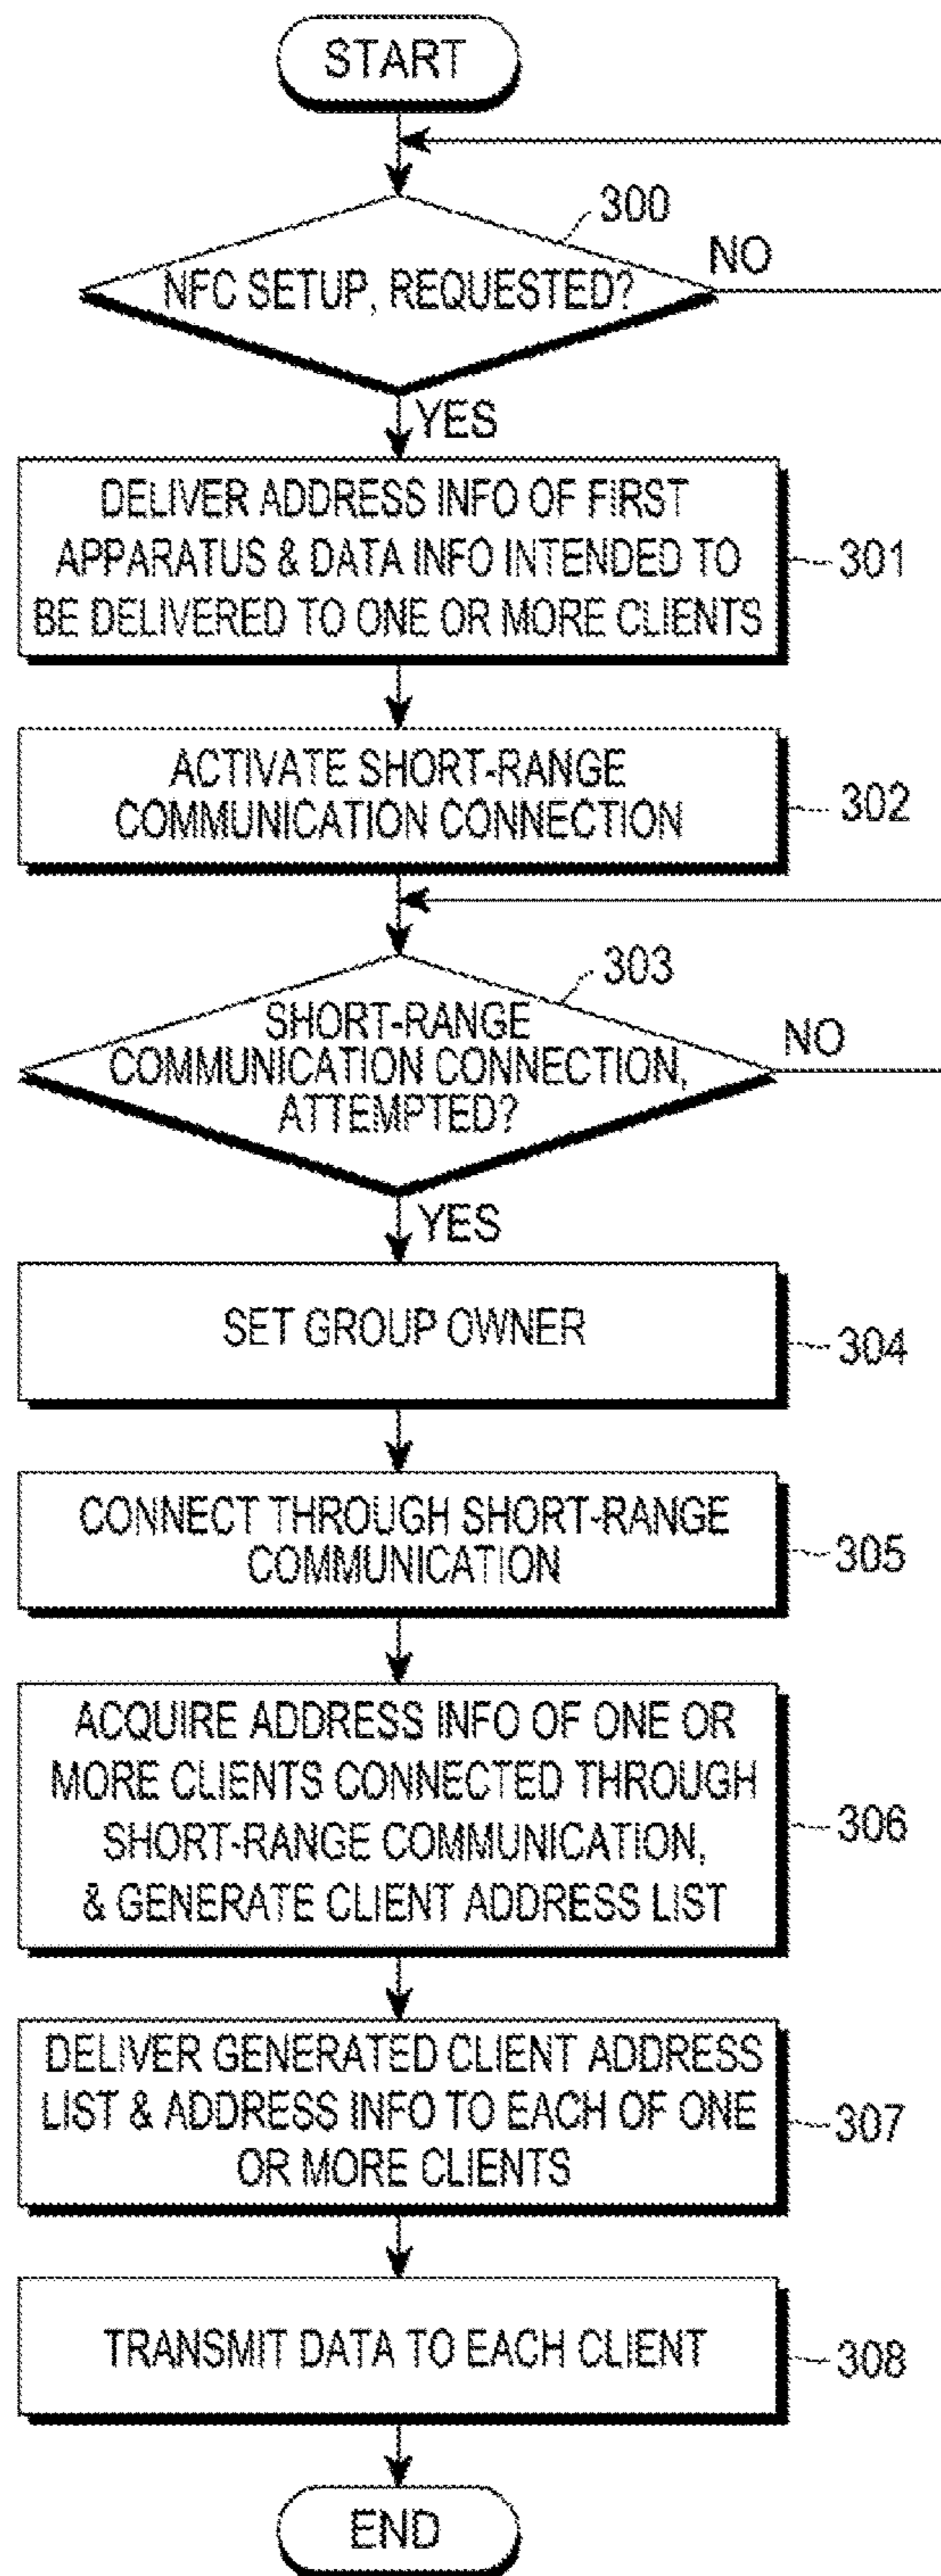 START
300
NFC SETUP, REQUESTED?
NO
YES
DELIVER ADDRESS INFO OF FIRST
APPARATUS & DATA INFO INTENDED TO
BE DELIVERED TO ONE OR MORE CLIENTS
301
ACTIVATE SHORT-RANGE
COMMUNICATION CONNECTION
302
303
SHORT-RANGE
COMMUNICATION CONNECTION,
ATTEMPTED?
NO
YES
SET GROUP OWNER
304
CONNECT THROUGH SHORT-RANGE
COMMUNICATION
305
ACQUIRE ADDRESS INFO OF ONE OR
MORE CLIENTS CONNECTED THROUGH
SHORT-RANGE COMMUNICATION,
& GENERATE CLIENT ADDRESS LIST
306
DELIVER GENERATED CLIENT ADDRESS
LIST & ADDRESS INFO TO EACH OF ONE
OR MORE CLIENTS
307
TRANSMIT DATA TO EACH CLIENT
308
END